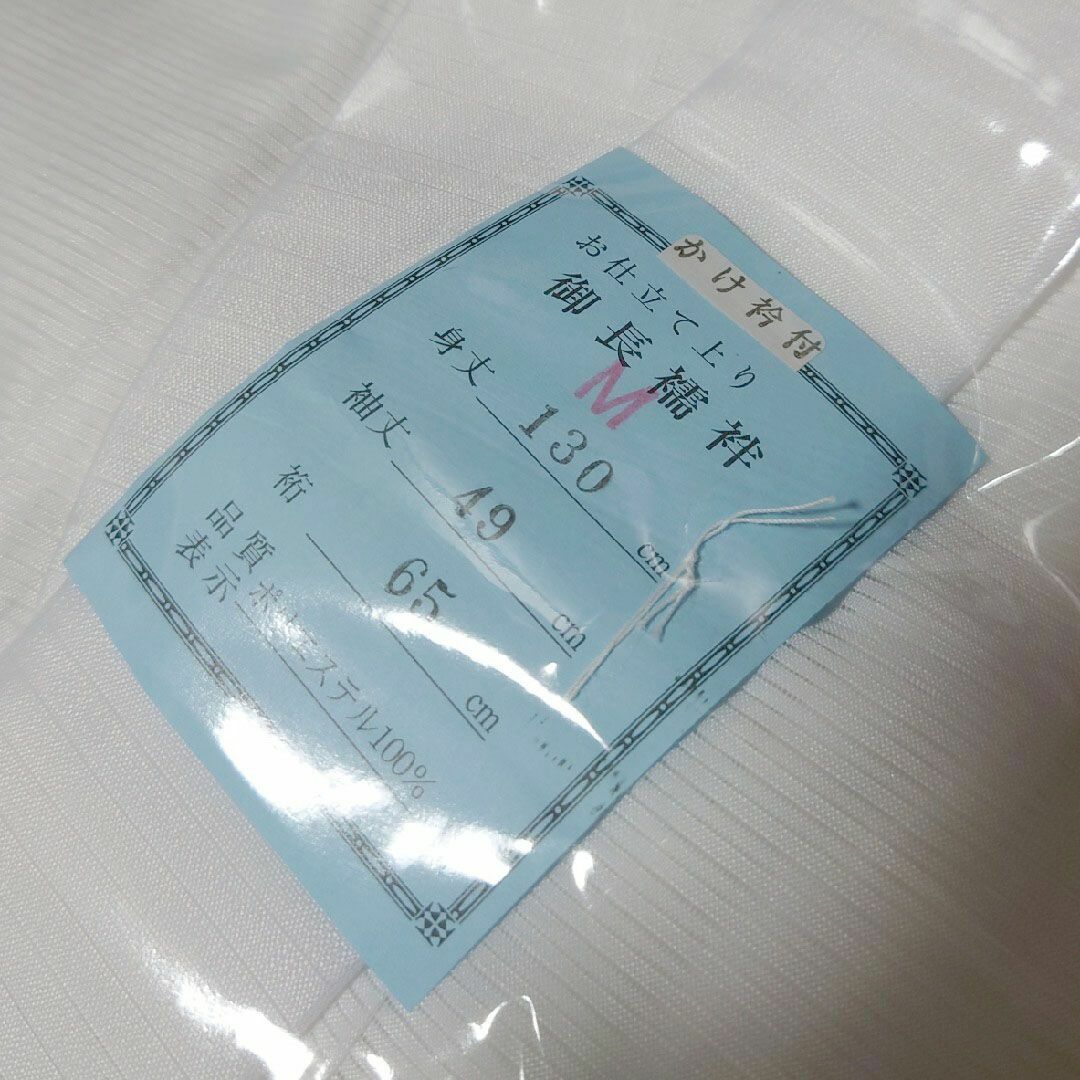 かけ衿付
お仕立て上り
御長襦袢
M
身丈 130 cm
袖丈 49 cm
裄 65 cm
品質 ポリエステル100%
表示